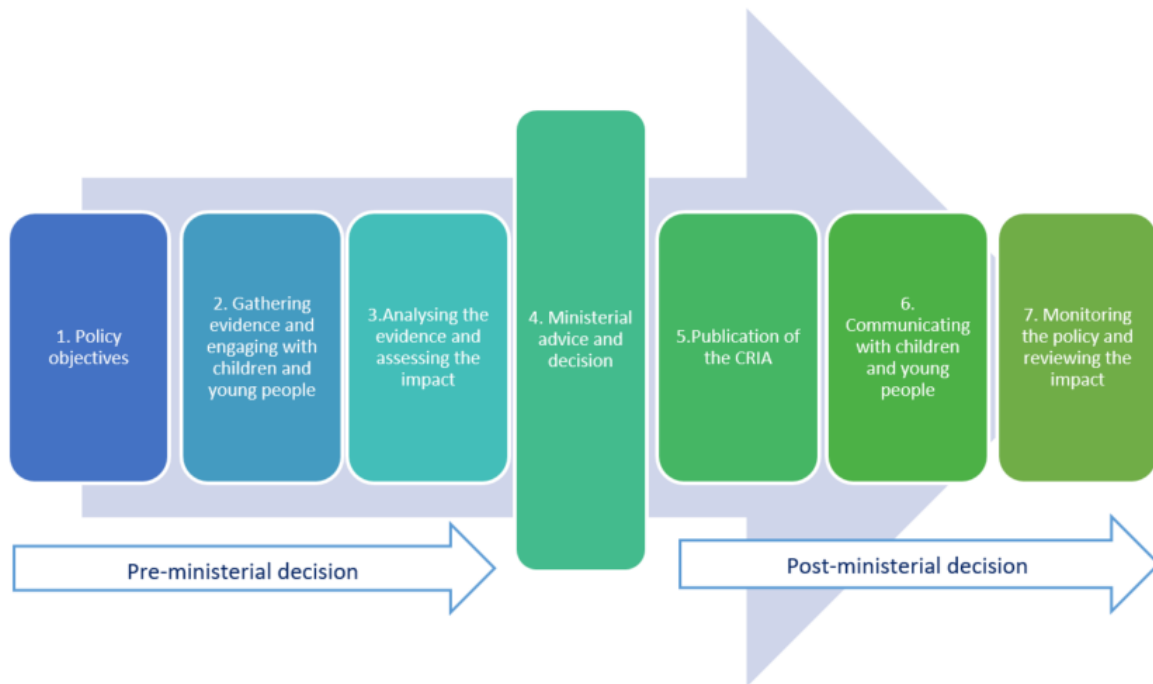 1. Policy
objectives
2. Gathering
evidence and
engaging with
children and
young people
3.Analysing the
evidence and
assessing the
impact
4. Ministerial
advice and
decision
5.Publication of
the CRIA
6.
Communicating
with children
and young
people
7. Monitoring
the policy and
reviewing the
impact
Pre-ministerial decision
Post-ministerial decision